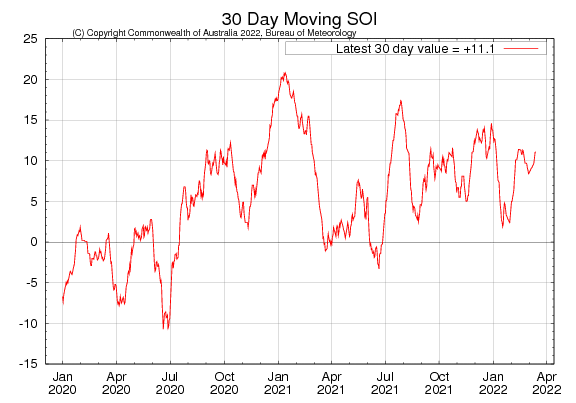 30 Day Moving SOI
(C) Copyright Commonwealth of Australia 2022, Bureau of Meteorology
Latest 30 day value = +11.1
25
20
15
10
5
0
-5
-10
-15
Jan Apr Jul Oct Jan Apr Jul Oct Jan Apr
2020 2020 2020 2020 2021 2021 2021 2021 2022 2022